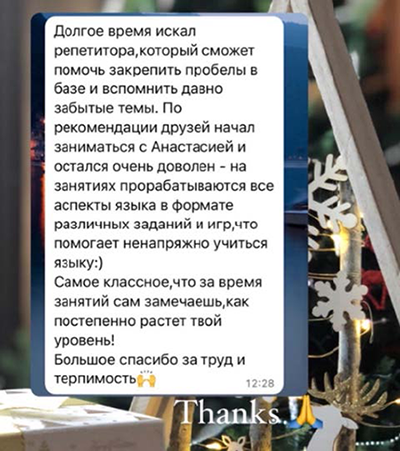 Долгое время искал
репетитора,который сможет
помочь закрепить пробелы в
базе и вспомнить давно
забытые темы. По
рекомендации друзей начал
заниматься с Анастасией и
остался очень доволен - на
занятиях прорабатываются все
аспекты языка в формате
различных заданий и игр,что
помогает ненапряжно учиться
языку:)
Самое классное,что за время
занятий сам замечаешь,как
постепенно растет твой
уровень!
Большое спасибо за труд и
терпимость🙌
12:28
Thanks.🙏